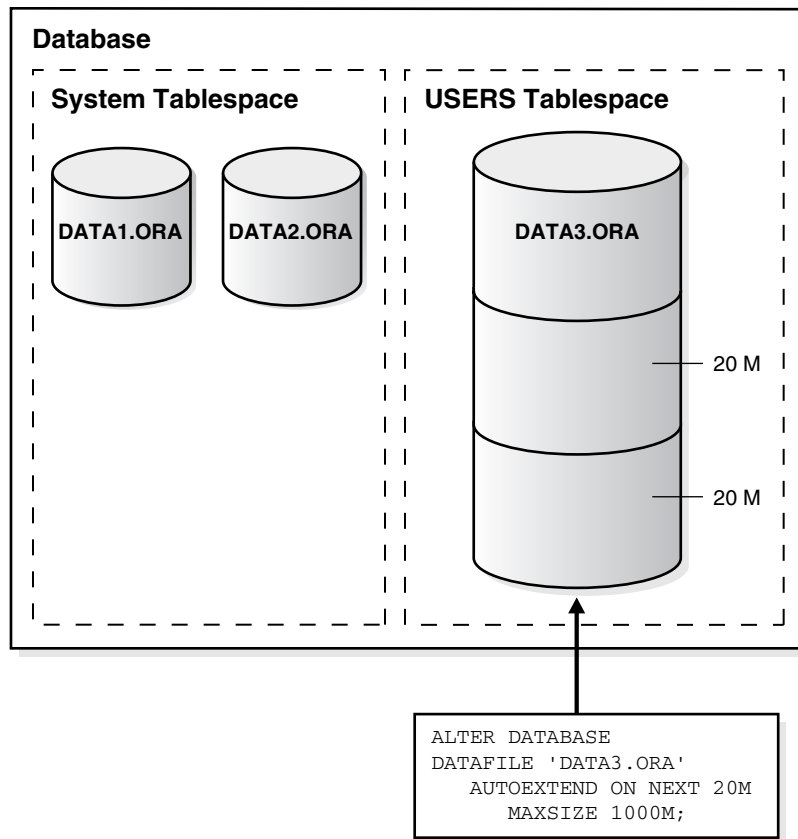 Database
System Tablespace
USERS Tablespace
DATA1.ORA
DATA2.ORA
DATA3.ORA
20 M
20 M
ALTER DATABASE
DATAFILE 'DATA3.ORA'
AUTOEXTEND ON NEXT 20M
MAXSIZE 1000M;